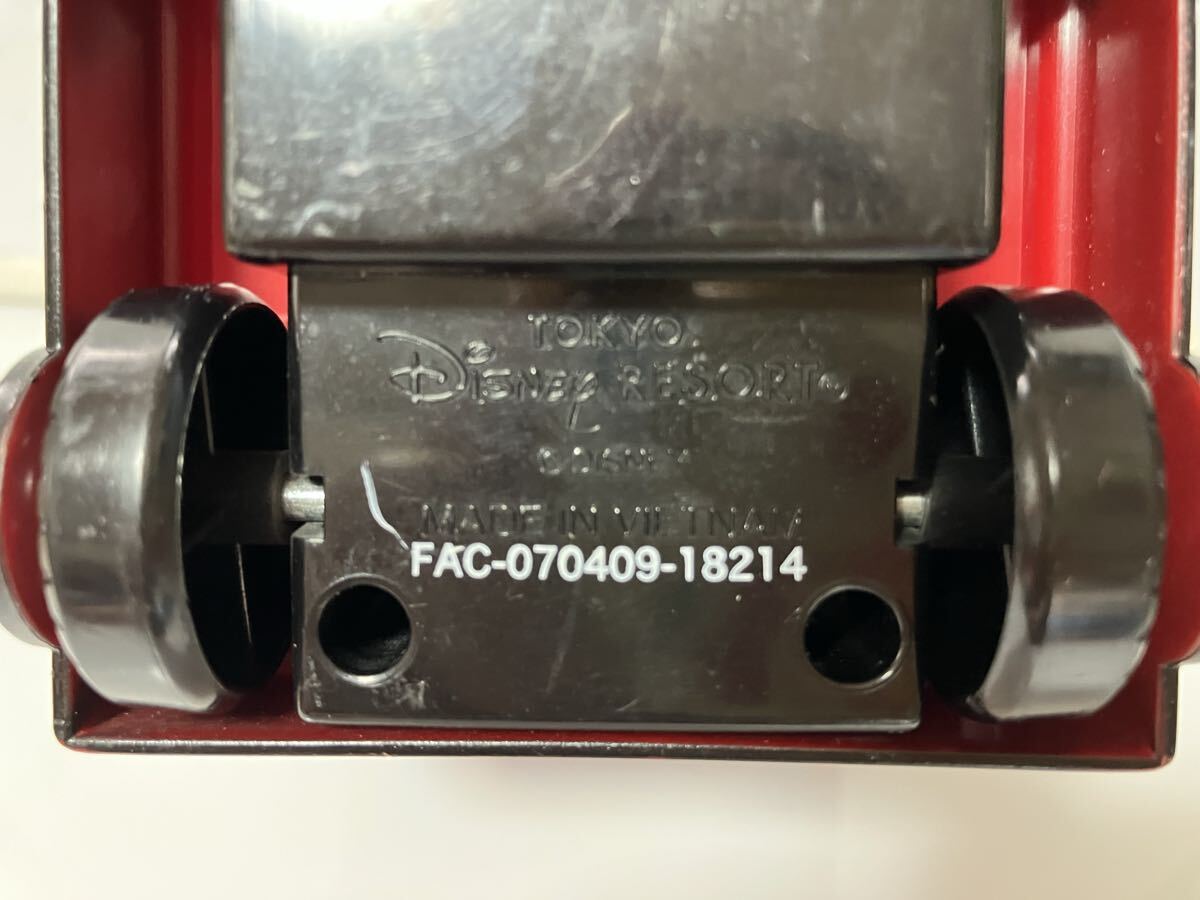 TOKYO
Disney RESORT
©DISNEY
MADE IN VIETNAM
FAC-070409-18214